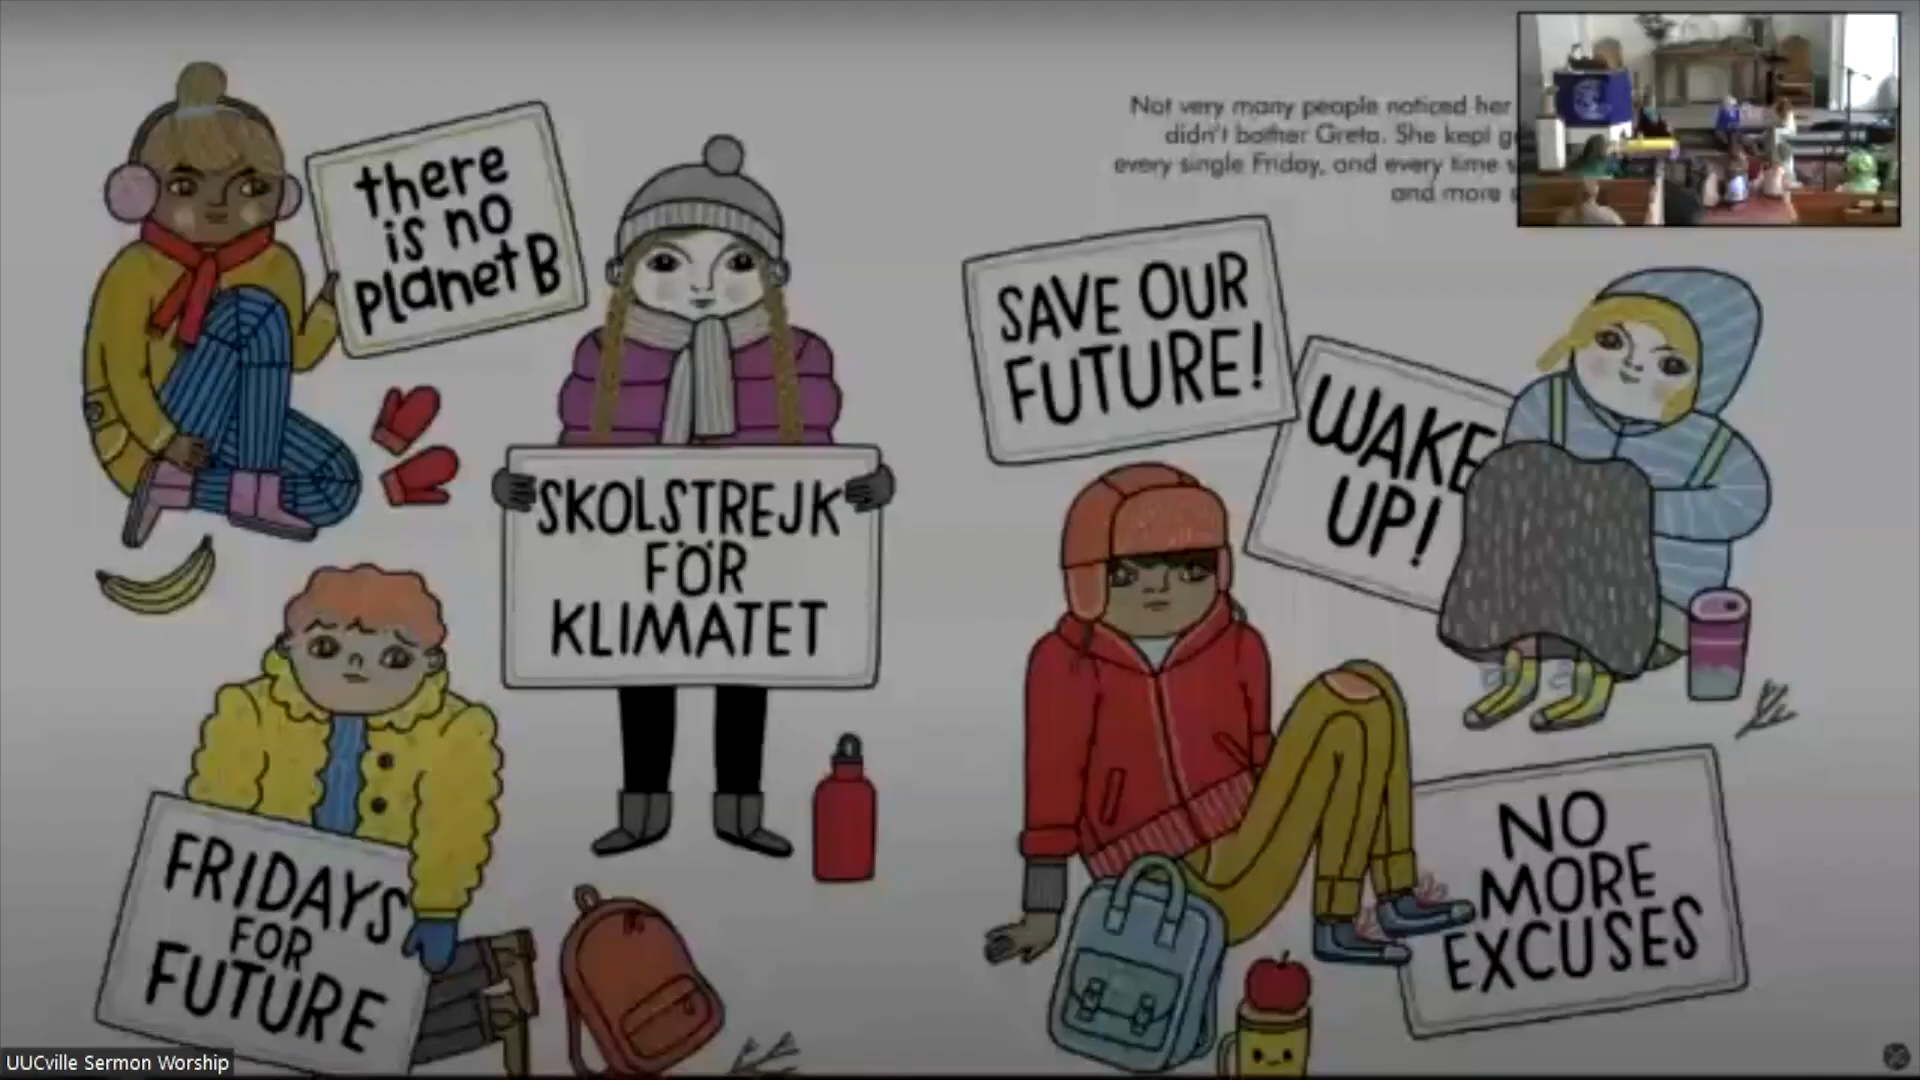 Not very many people noticed her
didn't bother Greta. She kept
every single Friday, and every time
and more
there
is no
planet B
SKOLSTREJK
FÖR
KLIMATET
SAVE OUR
FUTURE!
WAKE
UP!
FRIDAYS
FOR
FUTURE
NO
MORE
EXCUSES
UUCville Sermon Worship